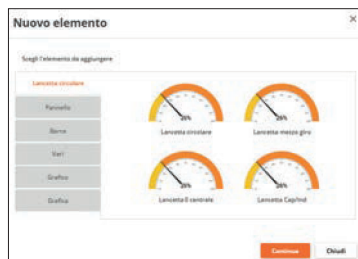 Nuovo elemento
×
Scegli l'elemento da aggiungere
Lancetta circolare
Pannello
Barra
Vari
Grafico
Grafica
26%
26%
Lancetta circolare
Lancetta mezzo giro
26%
26%
Lancetta 0 centrale
Lancetta Cap/Ind
Continua
Chiudi